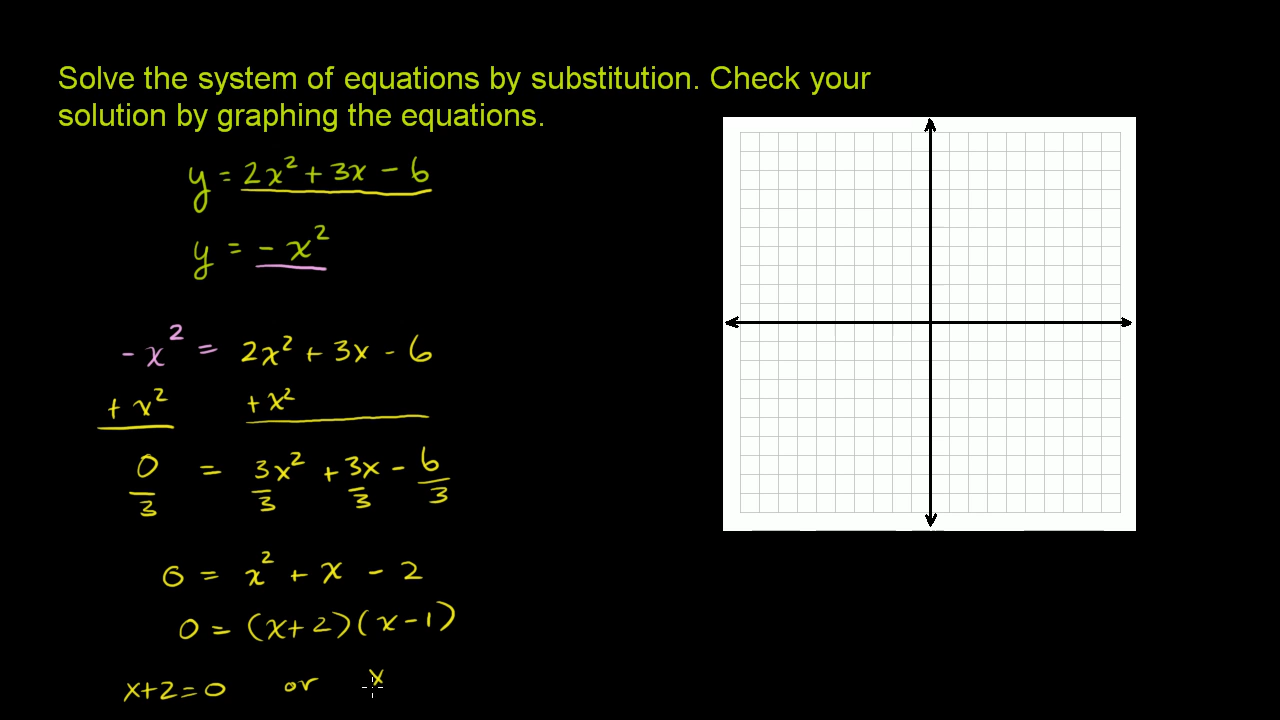 Solve the system of equations by substitution. Check your
solution by graphing the equations.
y = 2x² + 3x - 6
y = - x²
- x² = 2x² + 3x - 6
+ x² + x²
0/3 = 3x²/3 + 3x/3 - 6/3
0 = x² + x - 2
0 = (x+2)(x-1)
x+2=0 or x